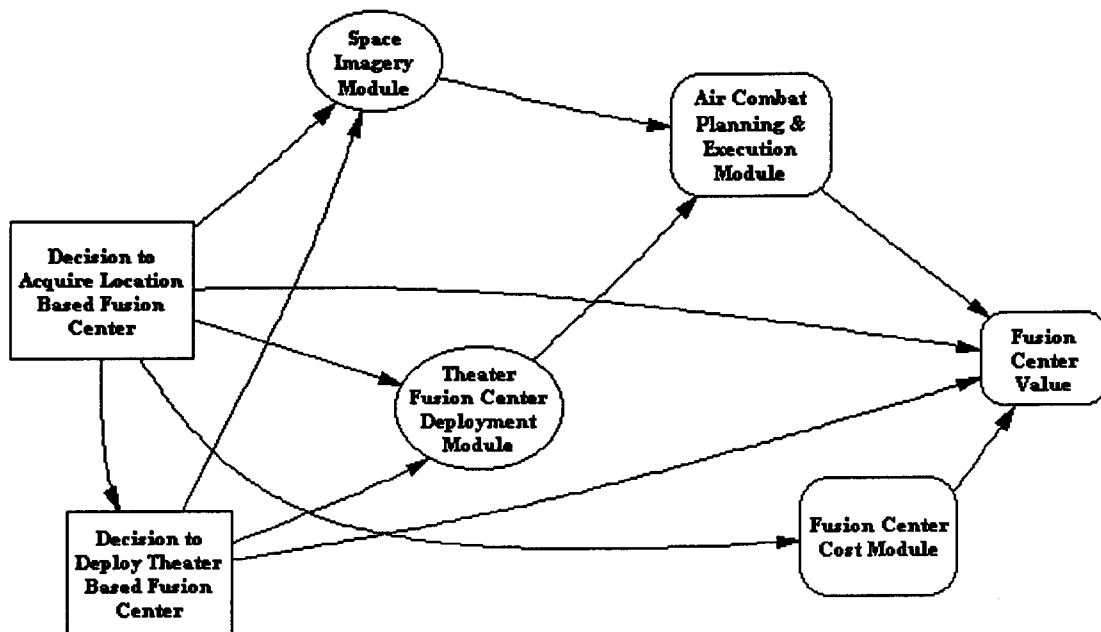 Space
Imagery
Module
Air Combat
Planning &
Execution
Module
Decision to
Acquire Location
Based Fusion
Center
Theater
Fusion Center
Deployment
Module
Fusion
Center
Value
Decision to
Deploy Theater
Based Fusion
Center
Fusion Center
Cost Module